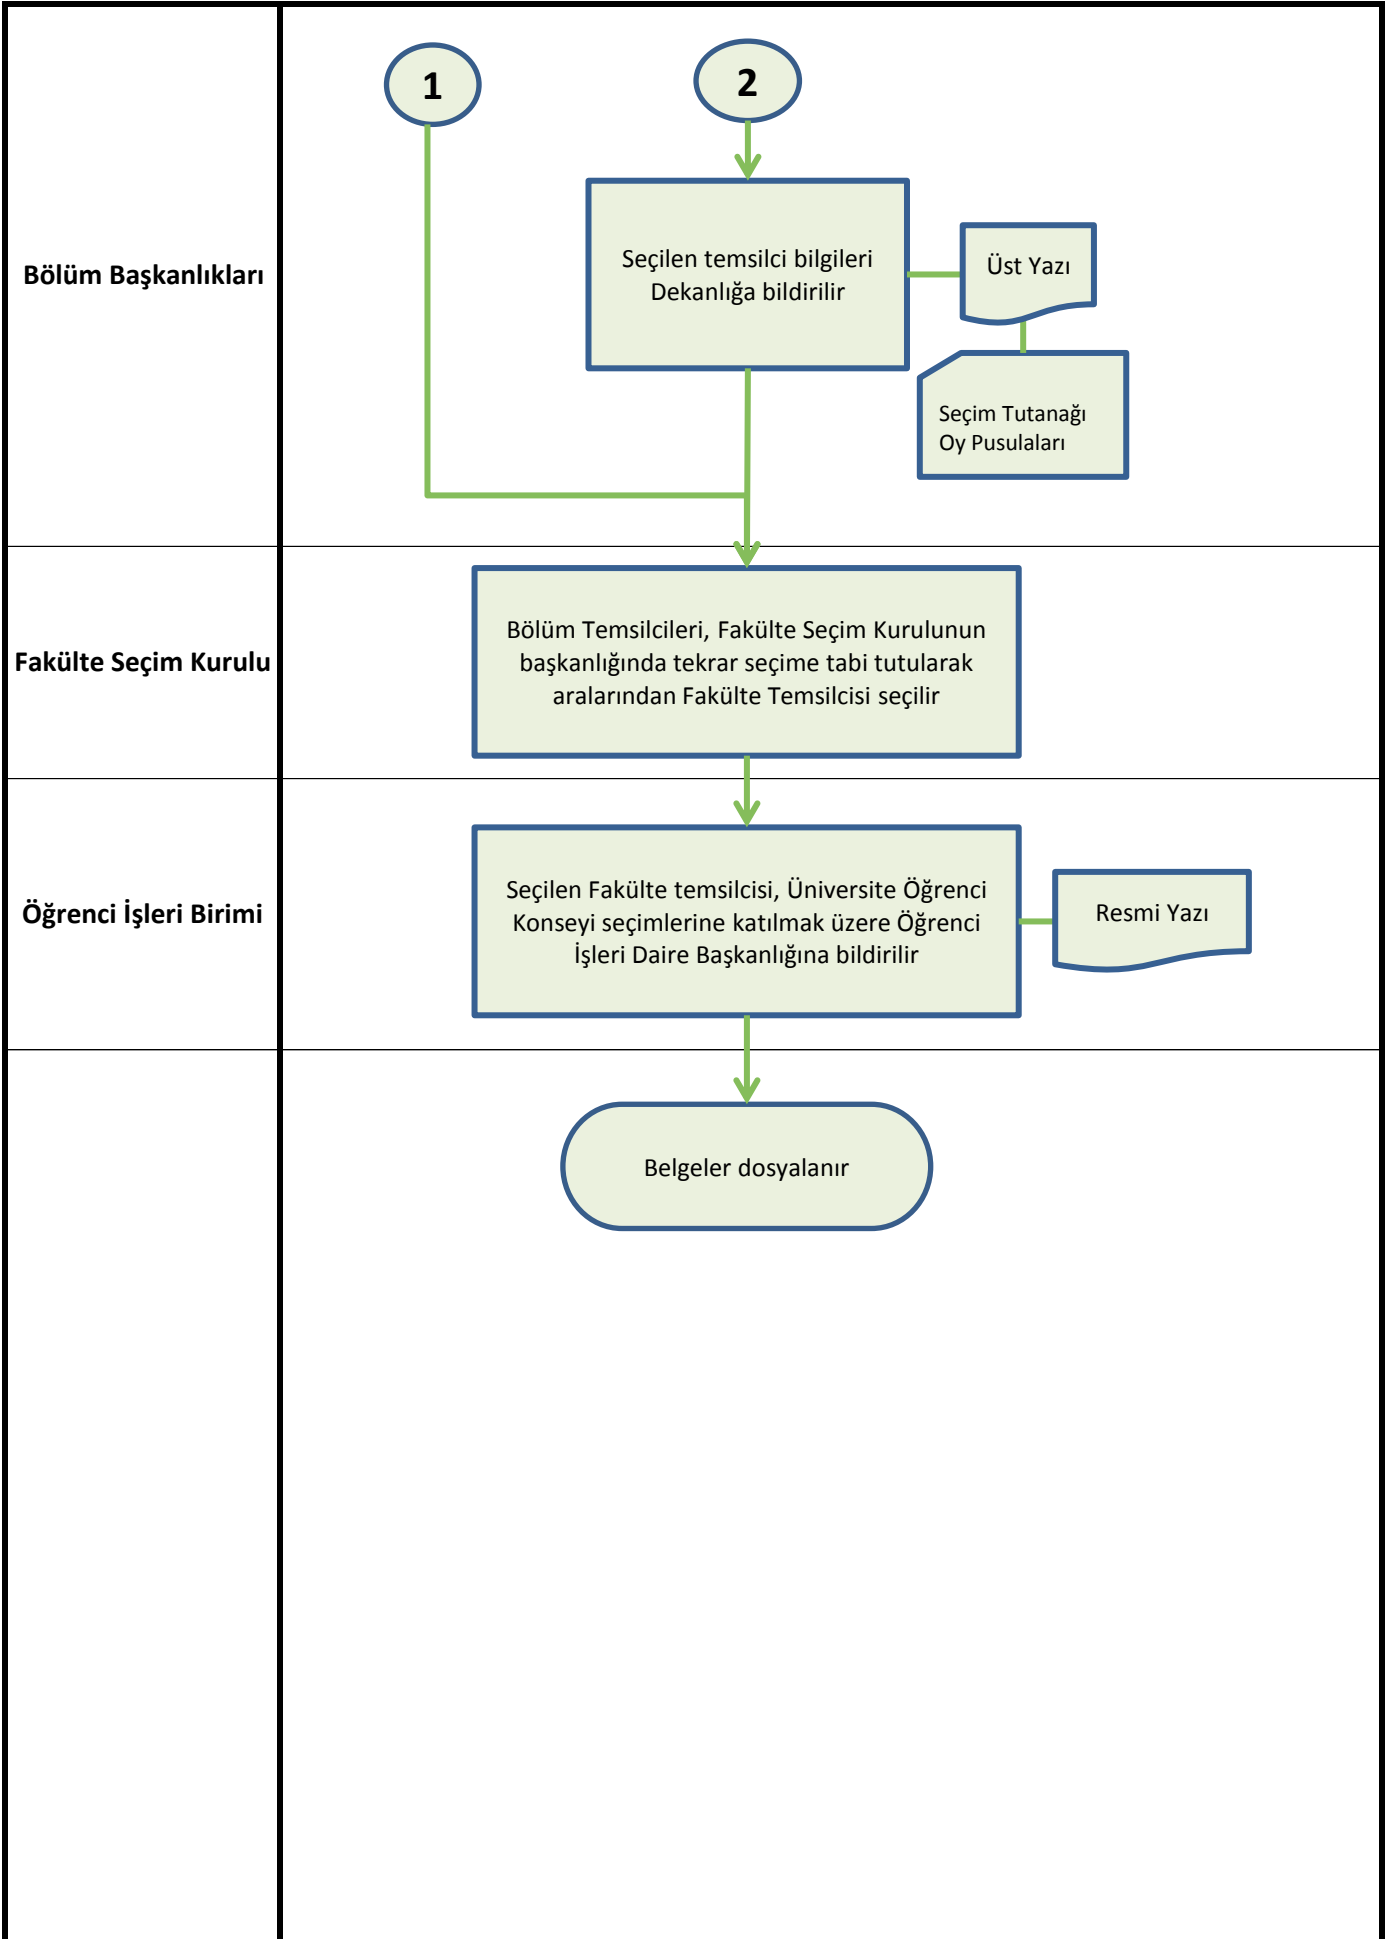 1
2
Bölüm Başkanlıkları
Seçilen temsilci bilgileri
Dekanlığa bildirilir
Üst Yazı
Seçim Tutanağı
Oy Pusulaları
Fakülte Seçim Kurulu
Bölüm Temsilcileri, Fakülte Seçim Kurulunun
başkanlığında tekrar seçime tabi tutularak
aralarından Fakülte Temsilcisi seçilir
Öğrenci İşleri Birimi
Seçilen Fakülte temsilcisi, Üniversite Öğrenci
Konseyi seçimlerine katılmak üzere Öğrenci
İşleri Daire Başkanlığına bildirilir
Resmi Yazı
Belgeler dosyalanır